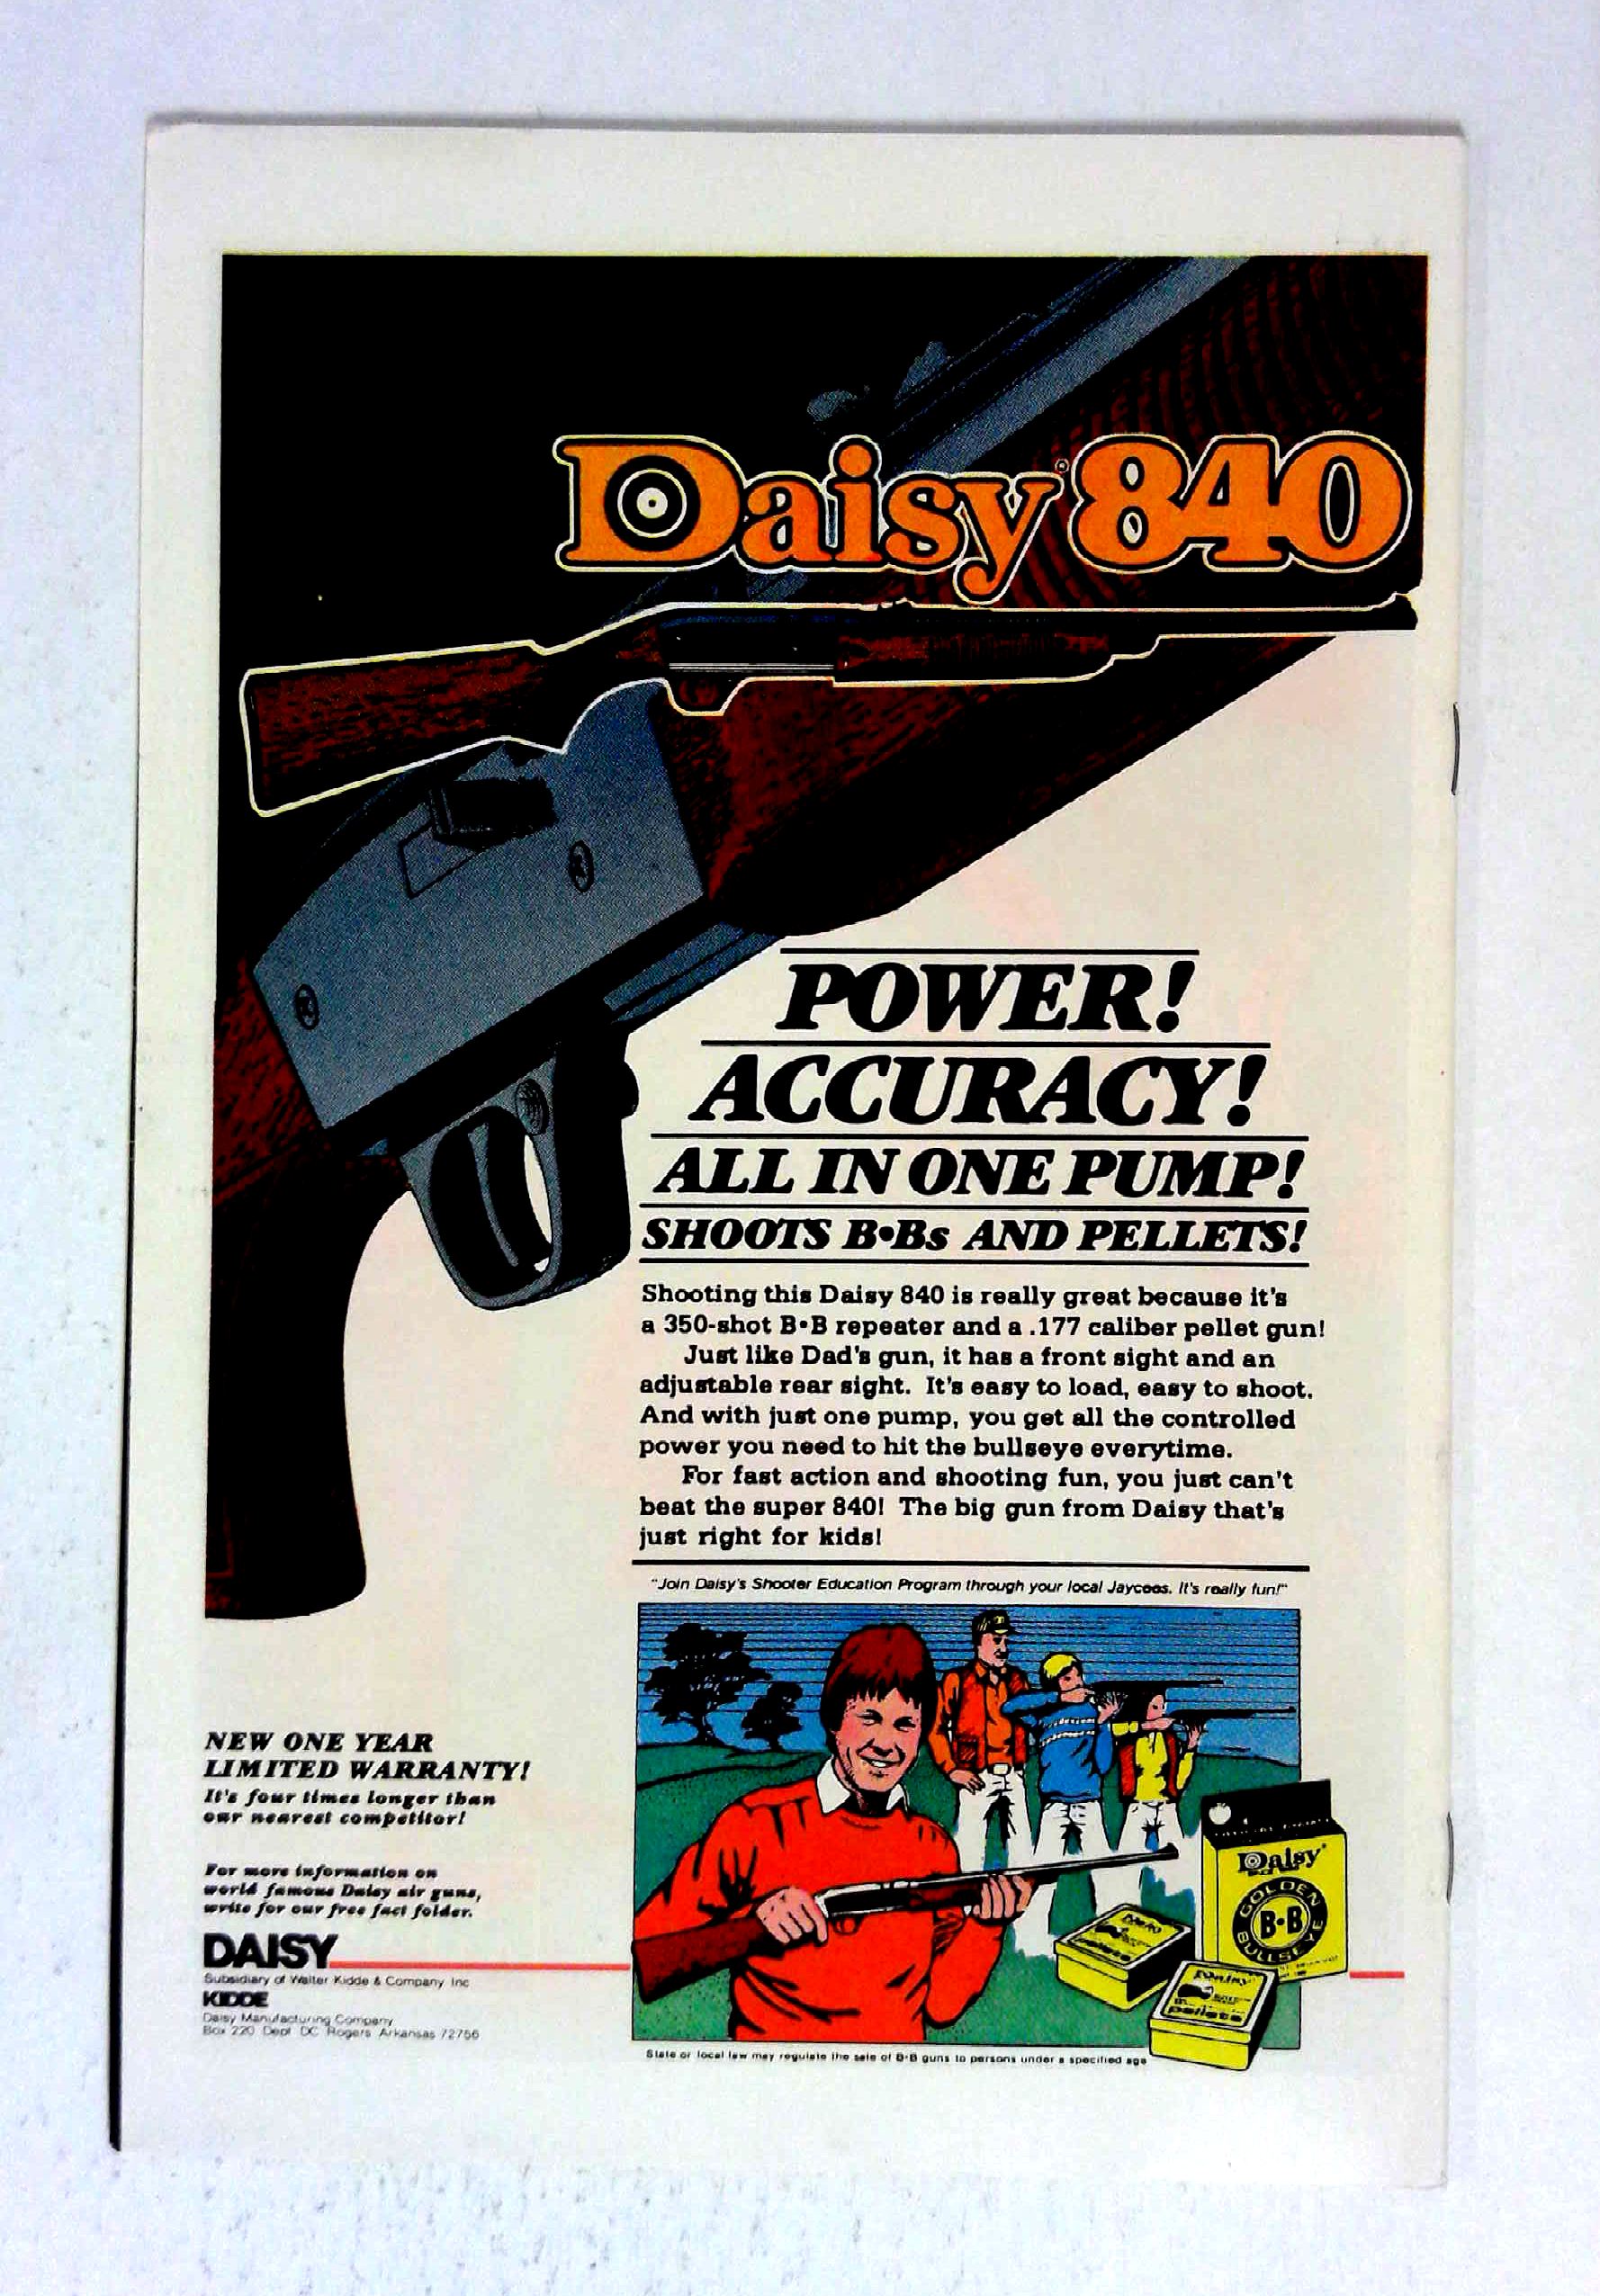 Daisy® 840
POWER!
ACCURACY!
ALL IN ONE PUMP!
SHOOTS B•Bs AND PELLETS!
Shooting this Daisy 840 is really great because it's
a 350-shot B•B repeater and a .177 caliber pellet gun!
Just like Dad's gun, it has a front sight and an
adjustable rear sight. It's easy to load, easy to shoot.
And with just one pump, you get all the controlled
power you need to hit the bullseye everytime.
For fast action and shooting fun, you just can't
beat the super 840! The big gun from Daisy that's
just right for kids!
"Join Daisy's Shooter Education Program through your local Jaycees. It's really fun!"
NEW ONE YEAR
LIMITED WARRANTY!
It's four times longer than
our nearest competitor!
For more information on
world famous Daisy air guns,
write for our free fact folder.
DAISY
Subsidiary of Walter Kidde & Company Inc
KIDDE
Daisy Manufacturing Company
Box 220 Dept DC Rogers Arkansas 72756
Daisy®
GOLDEN
B•B
BULLSEYE
pellets
Daisy
pellets
State or local law may regulate the sale of B•B guns to persons under a specified age